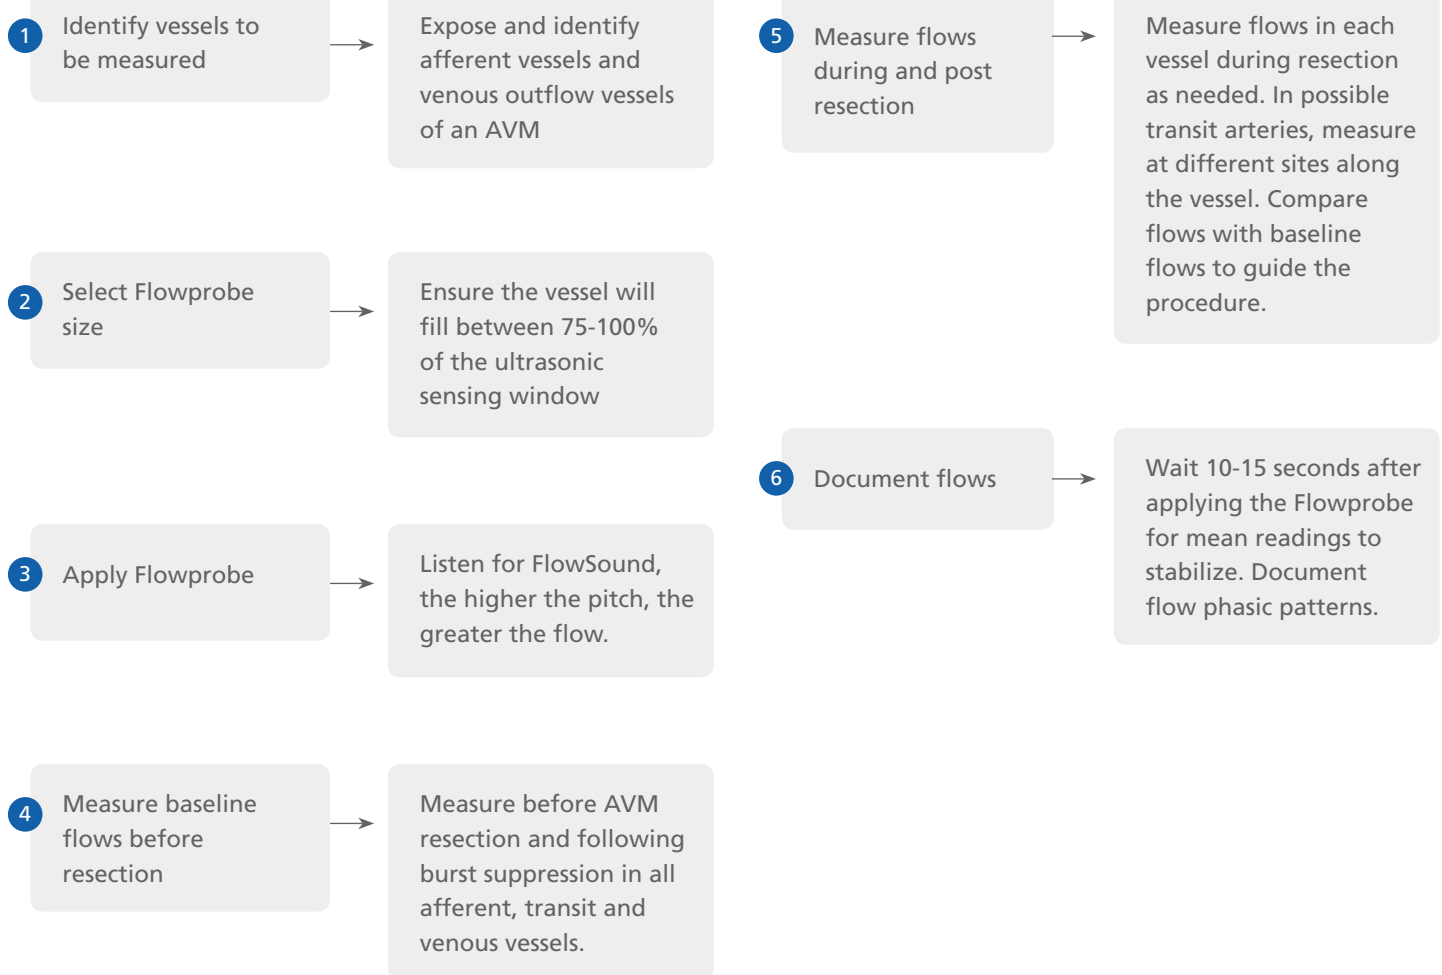 1
Identify vessels to
be measured
Expose and identify
afferent vessels and
venous outflow vessels
of an AVM
2
Select Flowprobe
size
Ensure the vessel will
fill between 75-100%
of the ultrasonic
sensing window
3
Apply Flowprobe
Listen for FlowSound,
the higher the pitch, the
greater the flow.
4
Measure baseline
flows before
resection
Measure before AVM
resection and following
burst suppression in all
afferent, transit and
venous vessels.
5
Measure flows
during and post
resection
Measure flows in each
vessel during resection
as needed. In possible
transit arteries, measure
at different sites along
the vessel. Compare
flows with baseline
flows to guide the
procedure.
6
Document flows
Wait 10-15 seconds after
applying the Flowprobe
for mean readings to
stabilize. Document
flow phasic patterns.